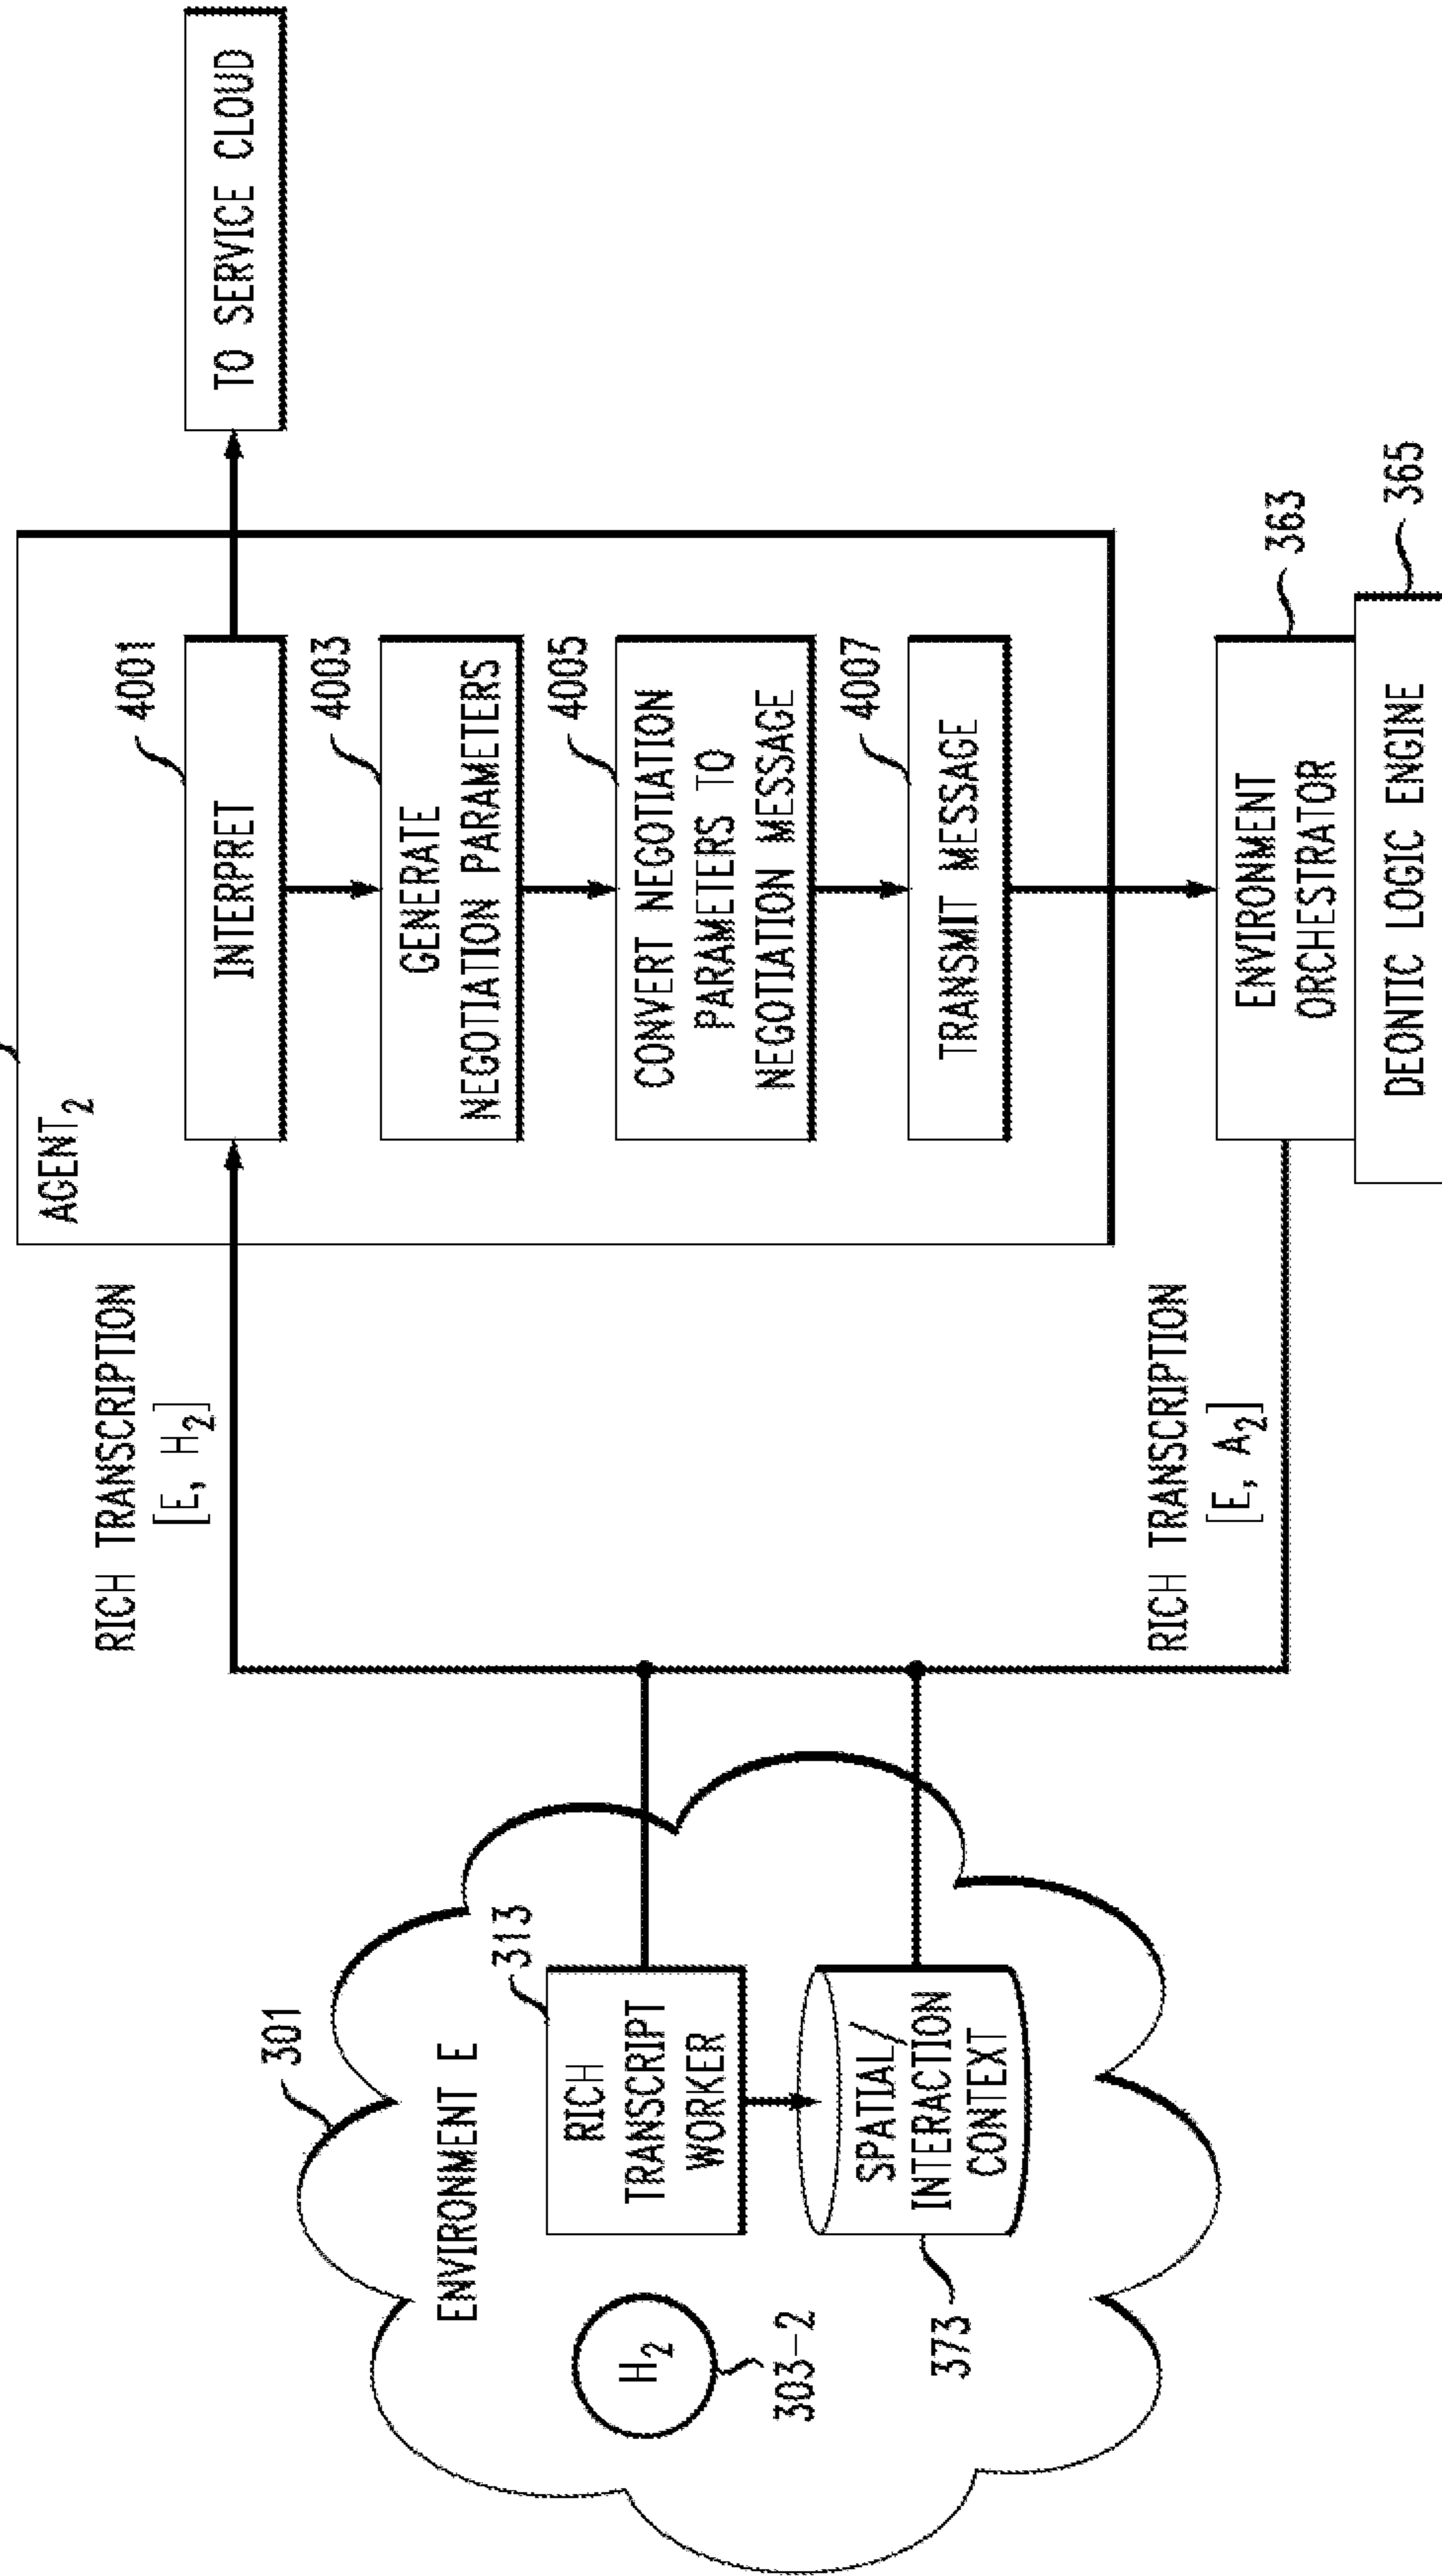 301
ENVIRONMENT E
H2
303-2
RICH
TRANSCRIPT
WORKER
313
SPATIAL/
INTERACTION
CONTEXT
373
RICH TRANSCRIPTION
[E, H2]
RICH TRANSCRIPTION
[E, A2]
AGENT2
INTERPRET
4001
GENERATE
NEGOTIATION PARAMETERS
4003
CONVERT NEGOTIATION
PARAMETERS TO
NEGOTIATION MESSAGE
4005
TRANSMIT MESSAGE
4007
ENVIRONMENT
ORCHESTRATOR
363
DEONTIC LOGIC ENGINE
365
TO SERVICE CLOUD